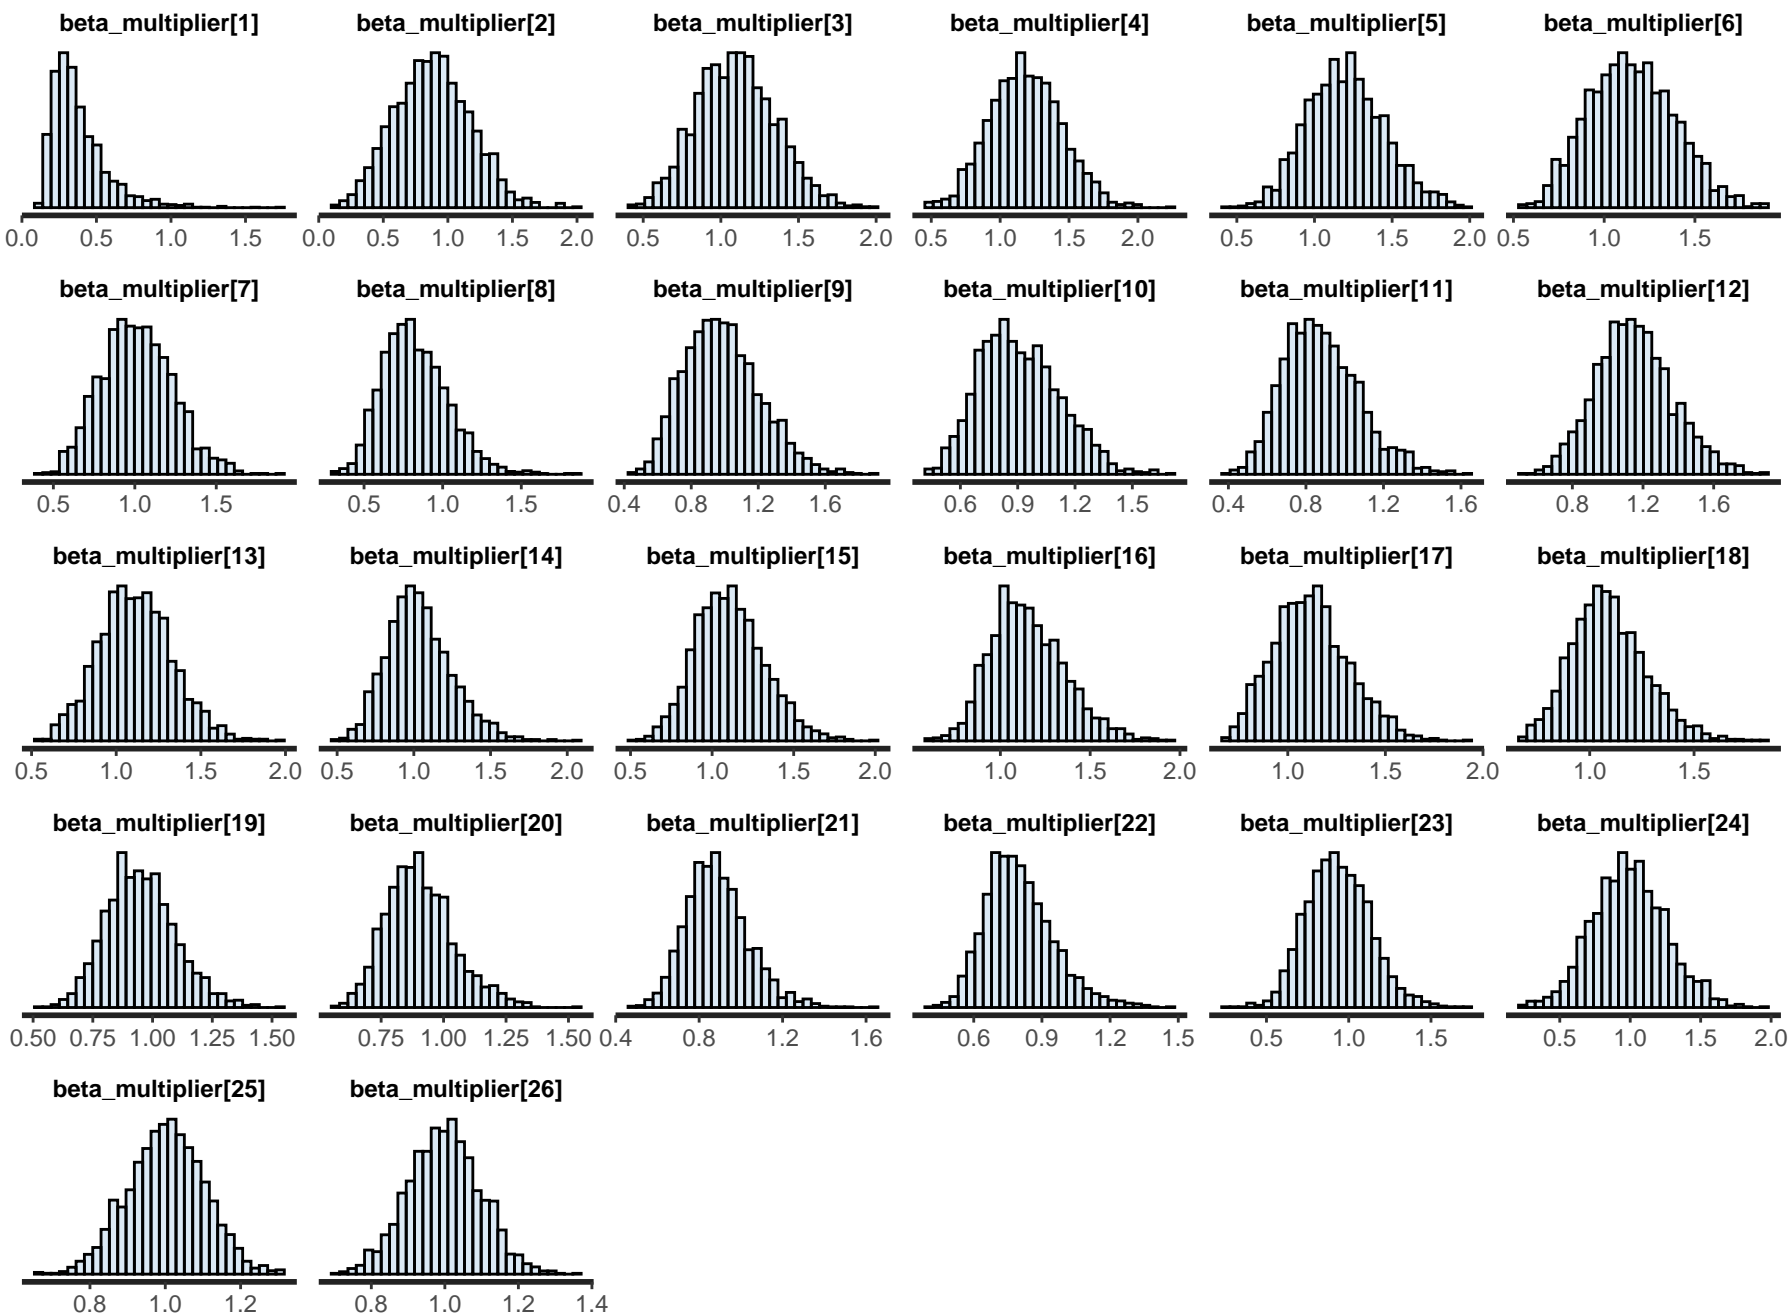 beta_multiplier[1] beta_multiplier[2] beta_multiplier[3] beta_multiplier[4] beta_multiplier[5] beta_multiplier[6]
0.0 0.5 1.0 1.5 0.0 0.5 1.0 1.5 2.0 0.5 1.0 1.5 2.0 0.5 1.0 1.5 2.0 0.5 1.0 1.5 2.0 0.5 1.0 1.5
beta_multiplier[7] beta_multiplier[8] beta_multiplier[9] beta_multiplier[10] beta_multiplier[11] beta_multiplier[12]
0.5 1.0 1.5 0.5 1.0 1.5 0.4 0.8 1.2 1.6 0.6 0.9 1.2 1.5 0.4 0.8 1.2 1.6 0.8 1.2 1.6
beta_multiplier[13] beta_multiplier[14] beta_multiplier[15] beta_multiplier[16] beta_multiplier[17] beta_multiplier[18]
0.5 1.0 1.5 2.0 0.5 1.0 1.5 2.0 0.5 1.0 1.5 2.0 1.0 1.5 2.0 1.0 1.5 2.0 1.0 1.5
beta_multiplier[19] beta_multiplier[20] beta_multiplier[21] beta_multiplier[22] beta_multiplier[23] beta_multiplier[24]
0.50 0.75 1.00 1.25 1.50 0.75 1.00 1.25 1.50 0.4 0.8 1.2 1.6 0.6 0.9 1.2 1.5 0.5 1.0 1.5 0.5 1.0 1.5 2.0
beta_multiplier[25] beta_multiplier[26]
0.8 1.0 1.2 0.8 1.0 1.2 1.4